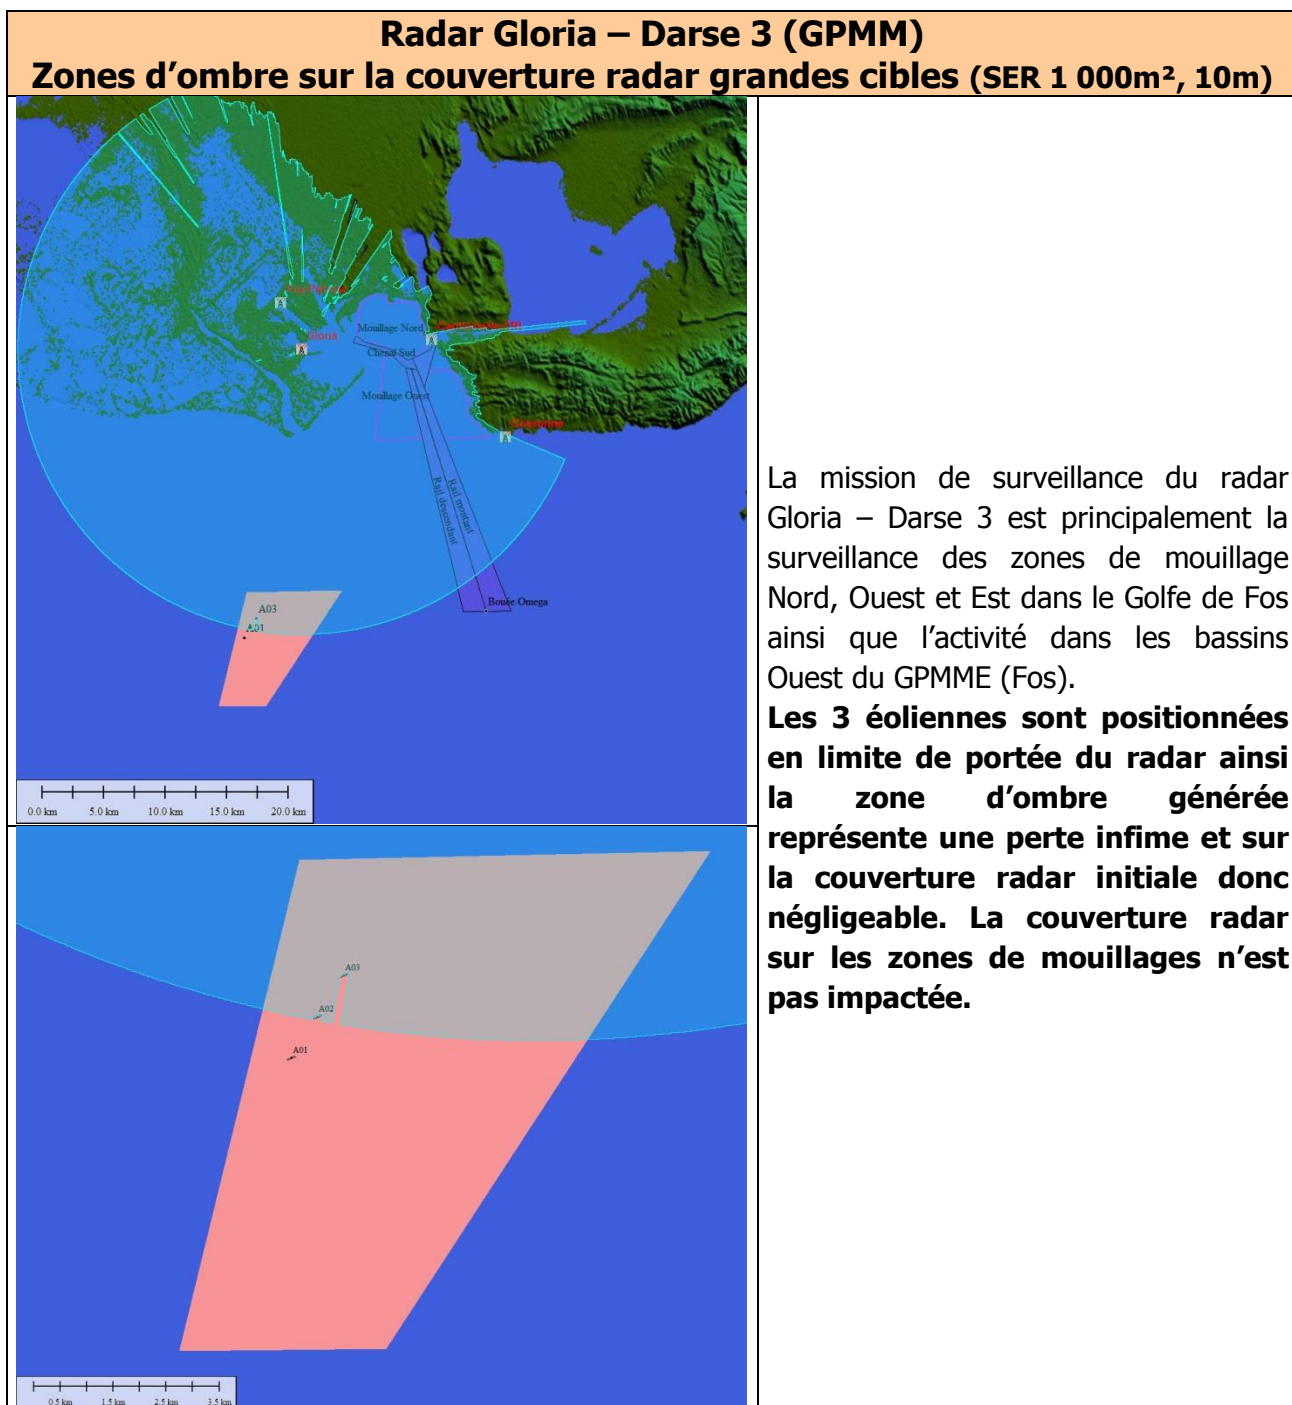 Radar Gloria – Darse 3 (GPMM)
Zones d’ombre sur la couverture radar grandes cibles (SER 1 000m², 10m)
Gloria
Mouillage Nord
Chenal Sud
Mouillage Ouest
Rail descendant
Rail montant
Bouée Omega
A03
A01
0.0 km 5.0 km 10.0 km 15.0 km 20.0 km
La mission de surveillance du radar
Gloria – Darse 3 est principalement la
surveillance des zones de mouillage
Nord, Ouest et Est dans le Golfe de Fos
ainsi que l’activité dans les bassins
Ouest du GPMME (Fos).
Les 3 éoliennes sont positionnées
en limite de portée du radar ainsi
la zone d’ombre générée
représente une perte infime et sur
la couverture radar initiale donc
négligeable. La couverture radar
sur les zones de mouillages n’est
pas impactée.
A03
A02
A01
0.5 km 1.5 km 2.5 km 3.5 km